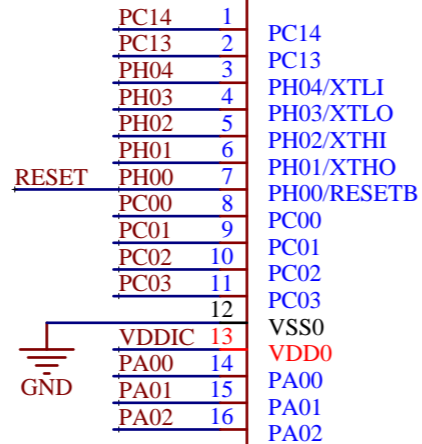 PC14 1 PC14
PC13 2 PC13
PH04 3 PH04/XTLI
PH03 4 PH03/XTLO
PH02 5 PH02/XTHI
PH01 6 PH01/XTHO
RESET PH00 7 PH00/RESETB
PC00 8 PC00
PC01 9 PC01
PC02 10 PC02
PC03 11 PC03
12 VSS0
VDDIC 13 VDD0
GND PA00 14 PA00
PA01 15 PA01
PA02 16 PA02